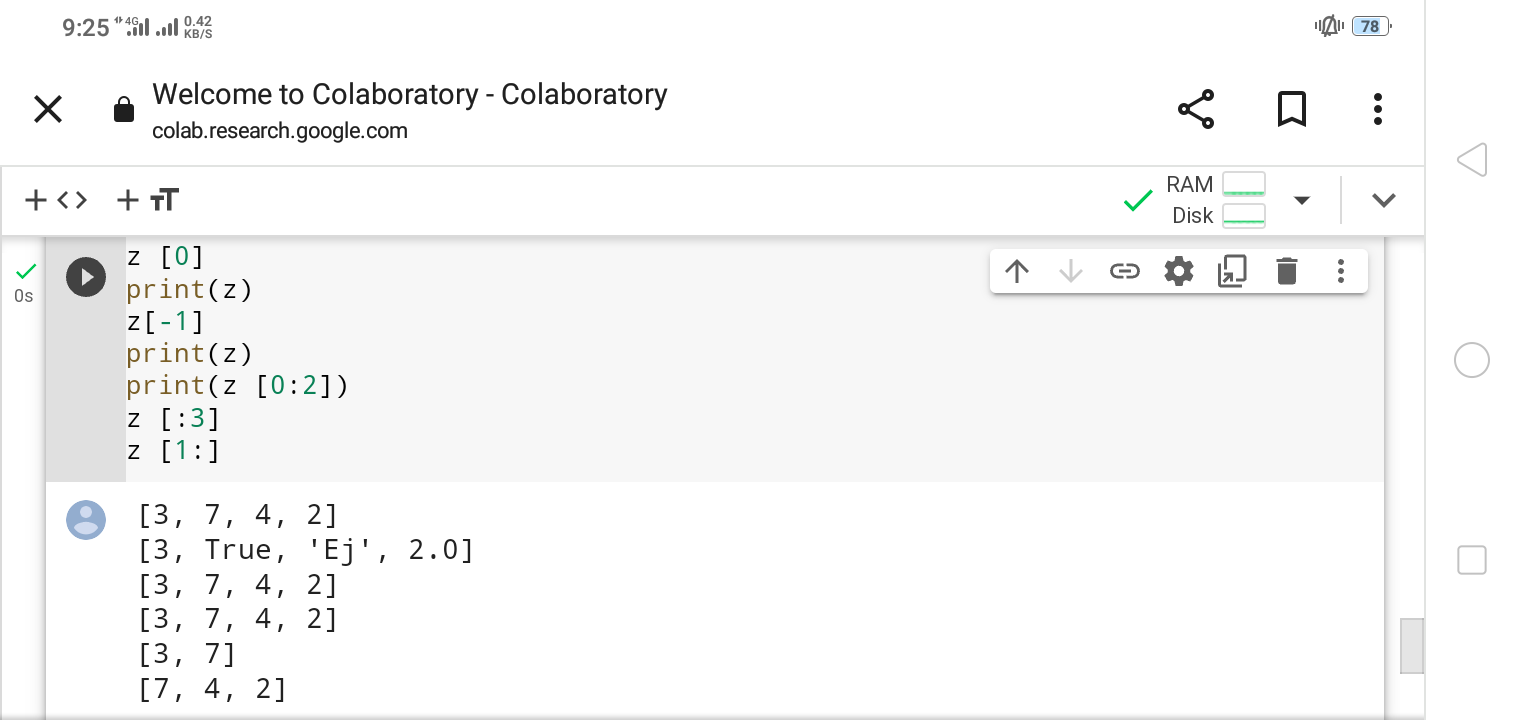 9:25 4G 0.42 KB/S 78
Welcome to Colaboratory - Colaboratory
colab.research.google.com
+ <> + TT
RAM
Disk
0s
z [0]
print(z)
z[-1]
print(z)
print(z [0:2])
z [:3]
z [1:]
[3, 7, 4, 2]
[3, True, 'Ej', 2.0]
[3, 7, 4, 2]
[3, 7, 4, 2]
[3, 7]
[7, 4, 2]